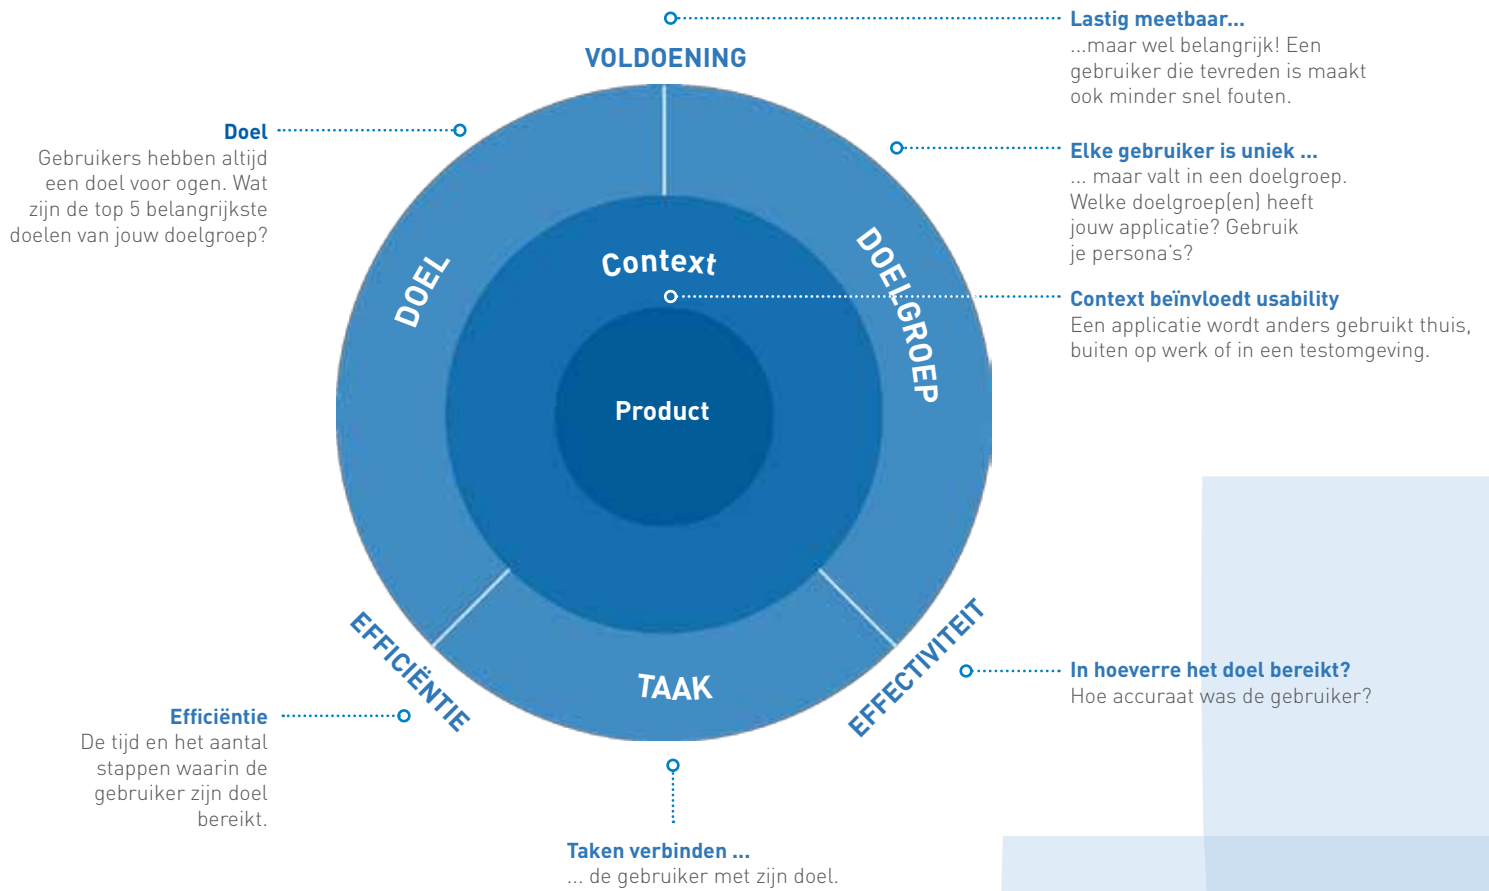 Lastig meetbaar...
...maar wel belangrijk! Een
gebruiker die tevreden is maakt
ook minder snel fouten.
VOLDOENING
Doel
Gebruikers hebben altijd
een doel voor ogen. Wat
zijn de top 5 belangrijkste
doelen van jouw doelgroep?
Elke gebruiker is uniek ...
... maar valt in een doelgroep.
Welke doelgroep(en) heeft
jouw applicatie? Gebruik
je persona's?
DOEL
Context
DOELGROEP
Context beïnvloedt usability
Een applicatie wordt anders gebruikt thuis,
buiten op werk of in een testomgeving.
Product
EFFICIËNTIE
TAAK
EFFECTIVITEIT
In hoeverre het doel bereikt?
Hoe accuraat was de gebruiker?
Efficiëntie
De tijd en het aantal
stappen waarin de
gebruiker zijn doel
bereikt.
Taken verbinden ...
... de gebruiker met zijn doel.